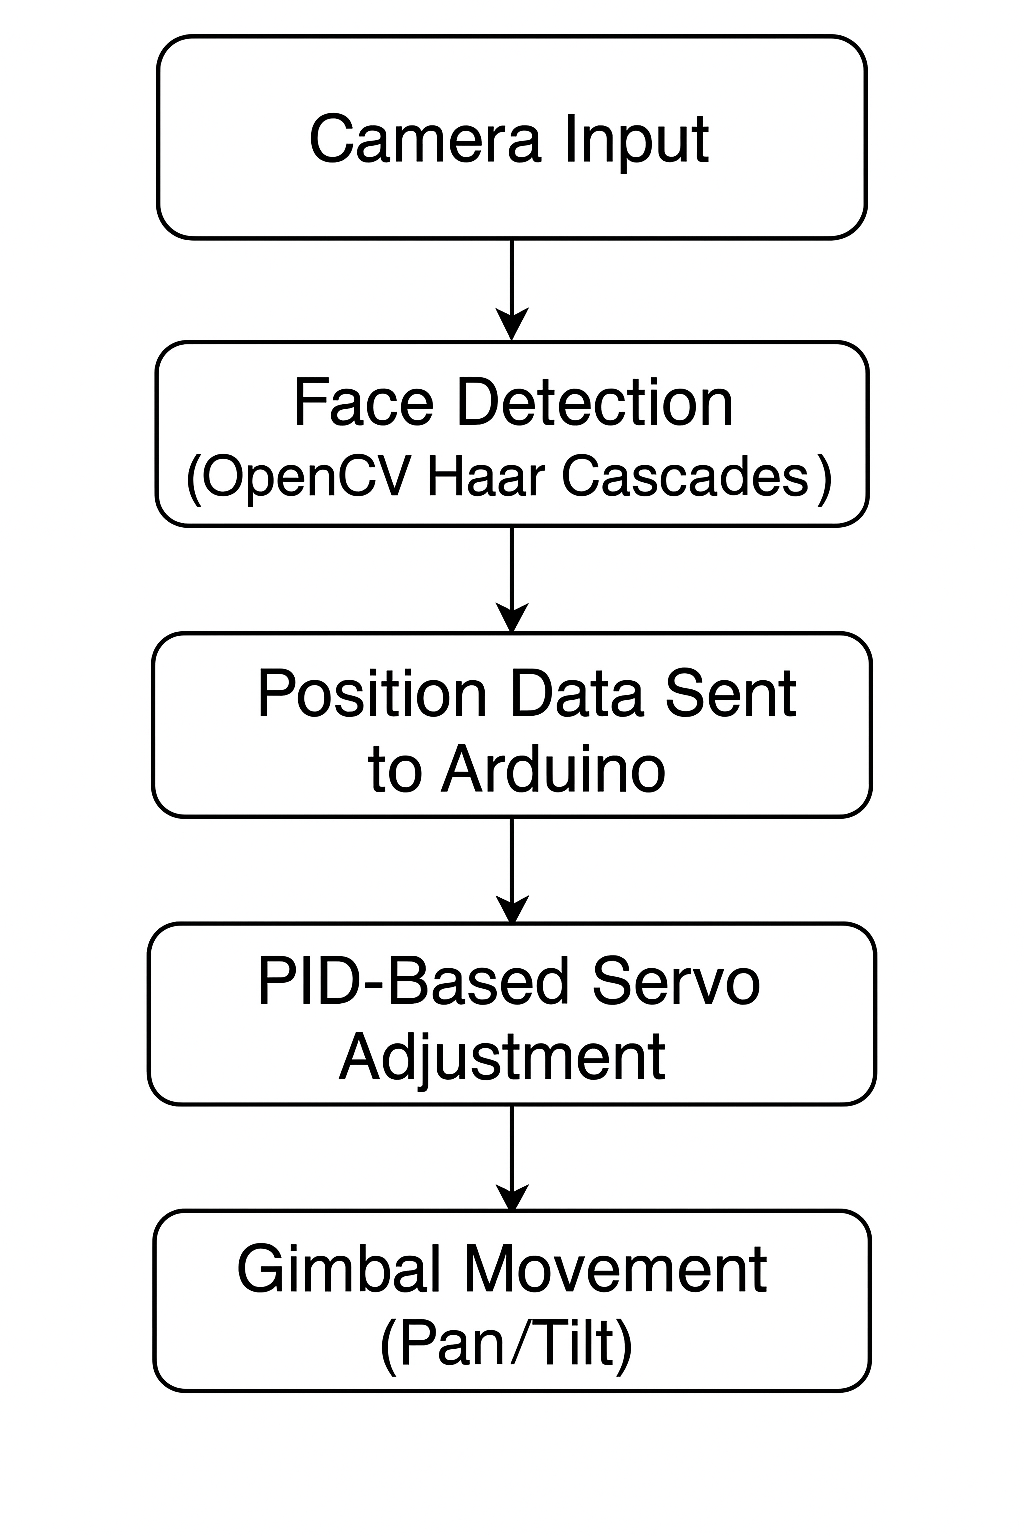 Camera Input
Face Detection
(OpenCV Haar Cascades)
Position Data Sent
to Arduino
PID-Based Servo
Adjustment
Gimbal Movement
(Pan/Tilt)